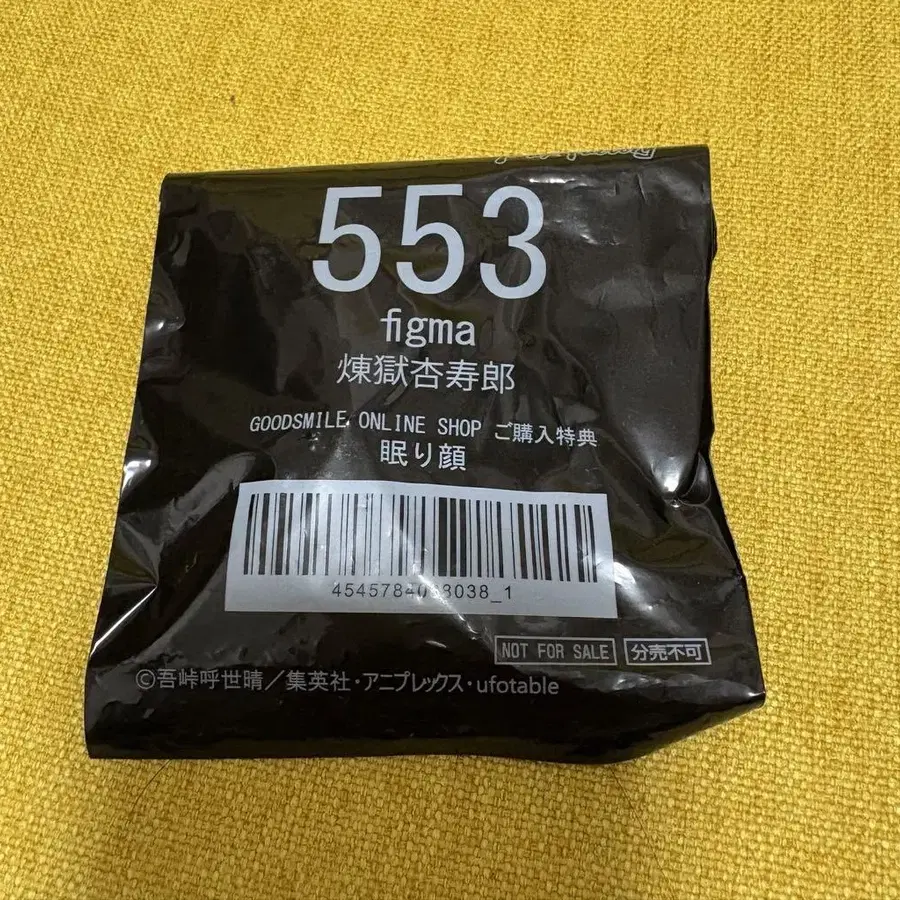 553
figma
煉獄杏寿郎
GOODSMILE ONLINE SHOP ご購入特典
眠り顔
NOT FOR SALE 分売不可
©吾峠呼世晴／集英社・アニプレックス・ufotable